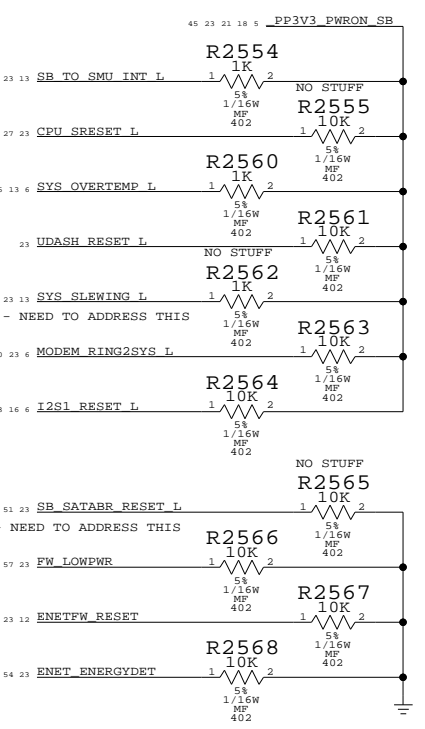 45 23 21 18 5 _PP3V3_PWRON_SB
R2554
23 13 SB_TO_SMU_INT_L 1 1K 2
5%
1/16W
MF
402
NO STUFF
R2555
27 23 CPU_SRESET_L 1 10K 2
5%
1/16W
MF
402
R2560
13 6 SYS_OVERTEMP_L 1 1K 2
5%
1/16W
MF
402
R2561
23 UDASH_RESET_L 1 10K 2
5%
1/16W
MF
402
NO STUFF
R2562
23 13 SYS_SLEWING_L 1 1K 2
5%
1/16W
MF
402
- NEED TO ADDRESS THIS
R2563
23 6 MODEM_RING2SYS_L 1 10K 2
5%
1/16W
MF
402
R2564
16 6 I2S1_RESET_L 1 10K 2
5%
1/16W
MF
402
NO STUFF
R2565
51 23 SB_SATABR_RESET_L 1 10K 2
5%
1/16W
MF
402
NEED TO ADDRESS THIS
R2566
57 23 FW_LOWPWR 1 10K 2
5%
1/16W
MF
402
R2567
23 12 ENETFW_RESET 1 10K 2
5%
1/16W
MF
402
R2568
54 23 ENET_ENERGYDET 1 10K 2
5%
1/16W
MF
402